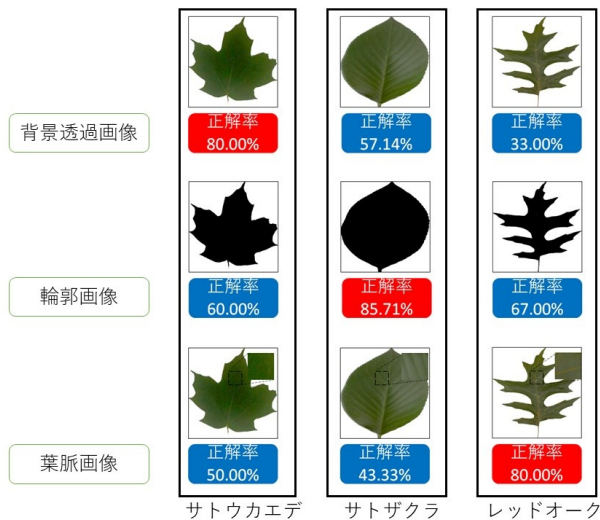 背景透過画像
正解率
80.00%
正解率
57.14%
正解率
33.00%
輪郭画像
正解率
60.00%
正解率
85.71%
正解率
67.00%
葉脈画像
正解率
50.00%
正解率
43.33%
正解率
80.00%
サトウカエデ
サトザクラ
レッドオーク